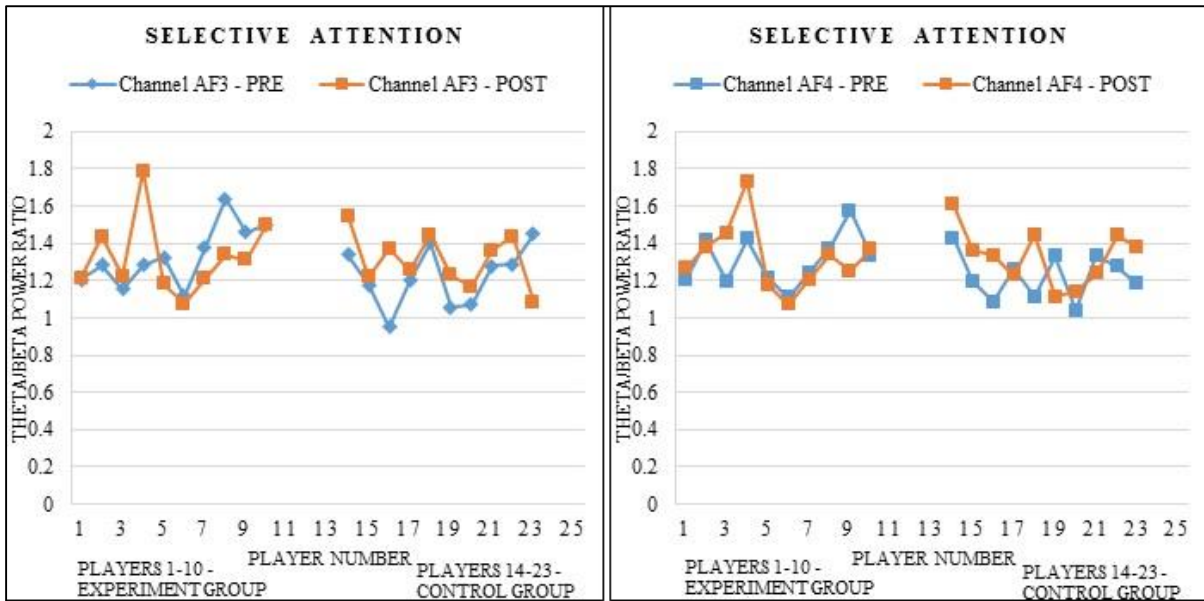 SELECTIVE ATTENTION
Channel AF3 - PRE
Channel AF3 - POST
THETA/BETA POWER RATIO
2
1.8
1.6
1.4
1.2
1
0.8
0.6
0.4
0.2
0
1 3 5 7 9 11 13 15 17 19 21 23 25
PLAYER NUMBER
PLAYERS 1-10 -
EXPERIMENT GROUP
PLAYERS 14-23 -
CONTROL GROUP
SELECTIVE ATTENTION
Channel AF4 - PRE
Channel AF4 - POST
THETA/BETA POWER RATIO
2
1.8
1.6
1.4
1.2
1
0.8
0.6
0.4
0.2
0
1 3 5 7 9 11 13 15 17 19 21 23 25
PLAYER NUMBER
PLAYERS 1-10 -
EXPERIMENT GROUP
PLAYERS 14-23 -
CONTROL GROUP